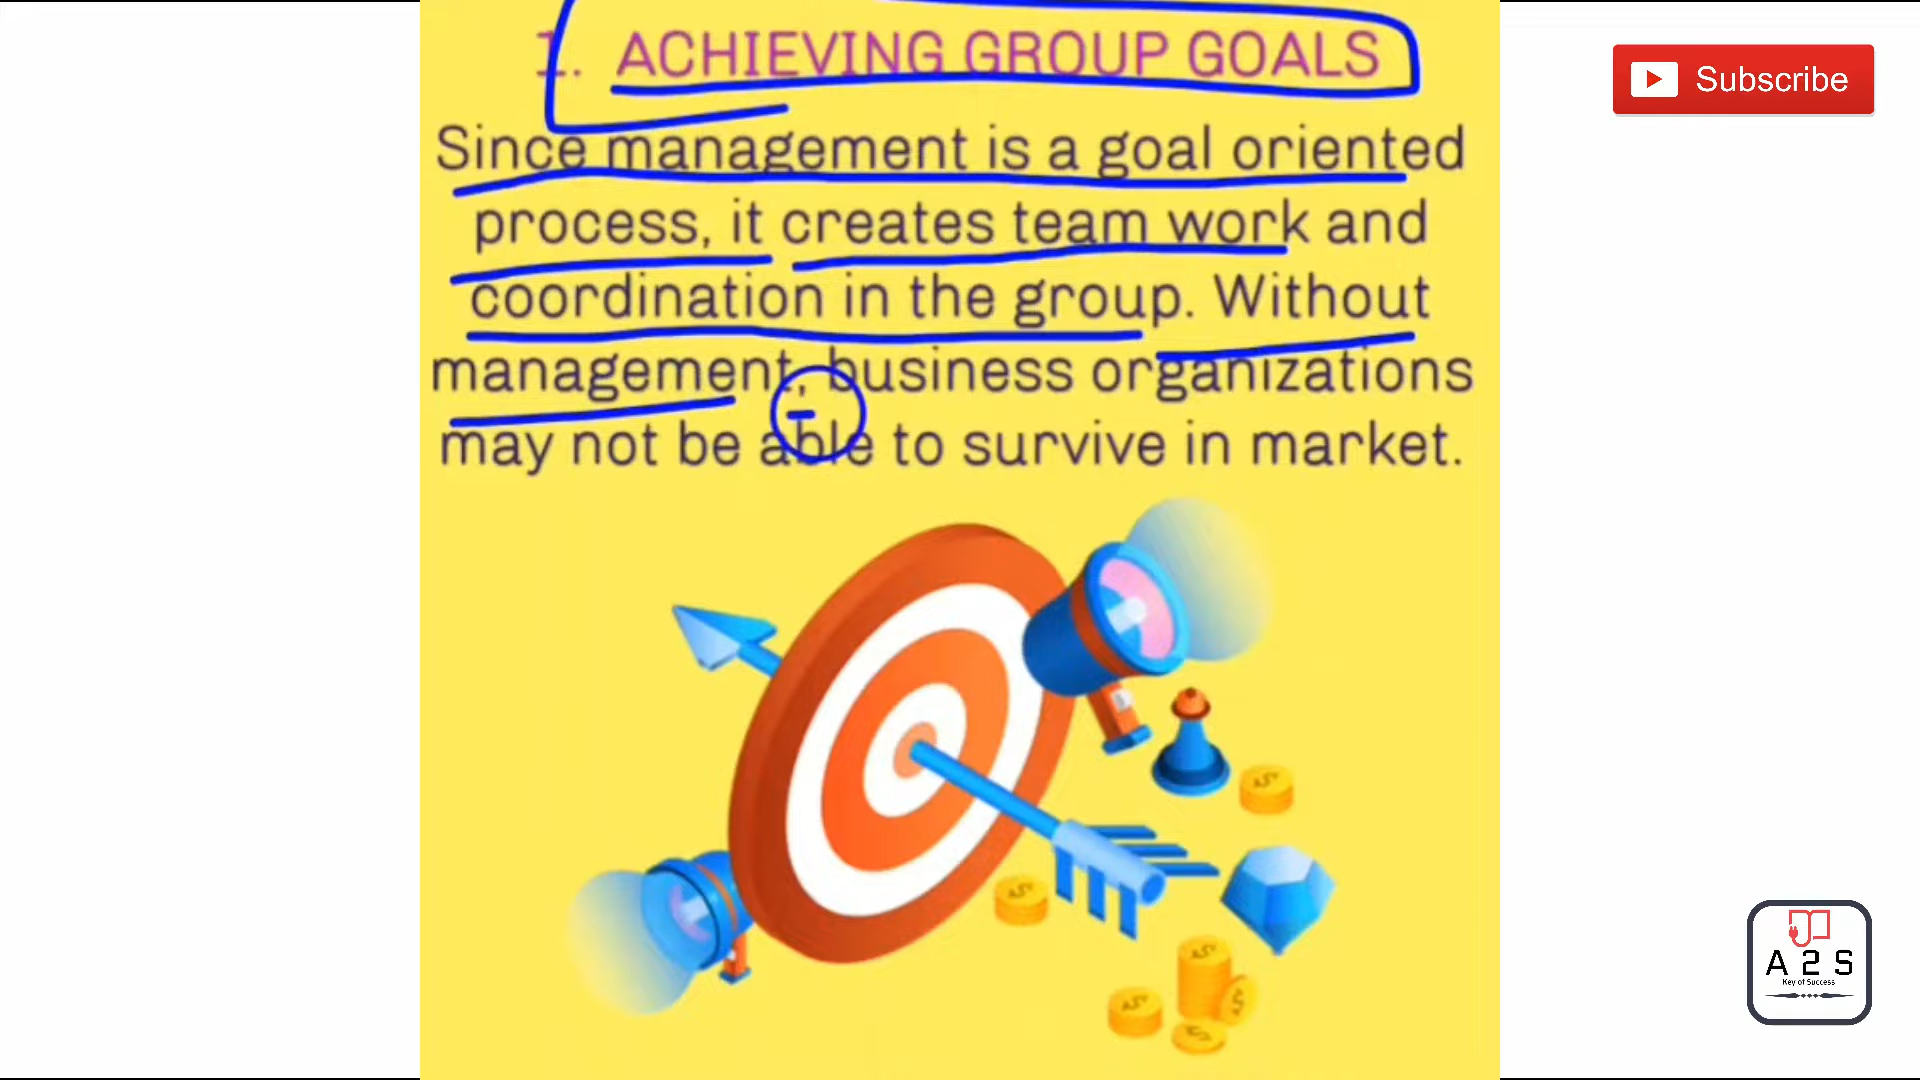 1. ACHIEVING GROUP GOALS
Since management is a goal oriented
process, it creates team work and
coordination in the group. Without
management, business organizations
may not be able to survive in market.
Subscribe
A 2 S
Key of Success